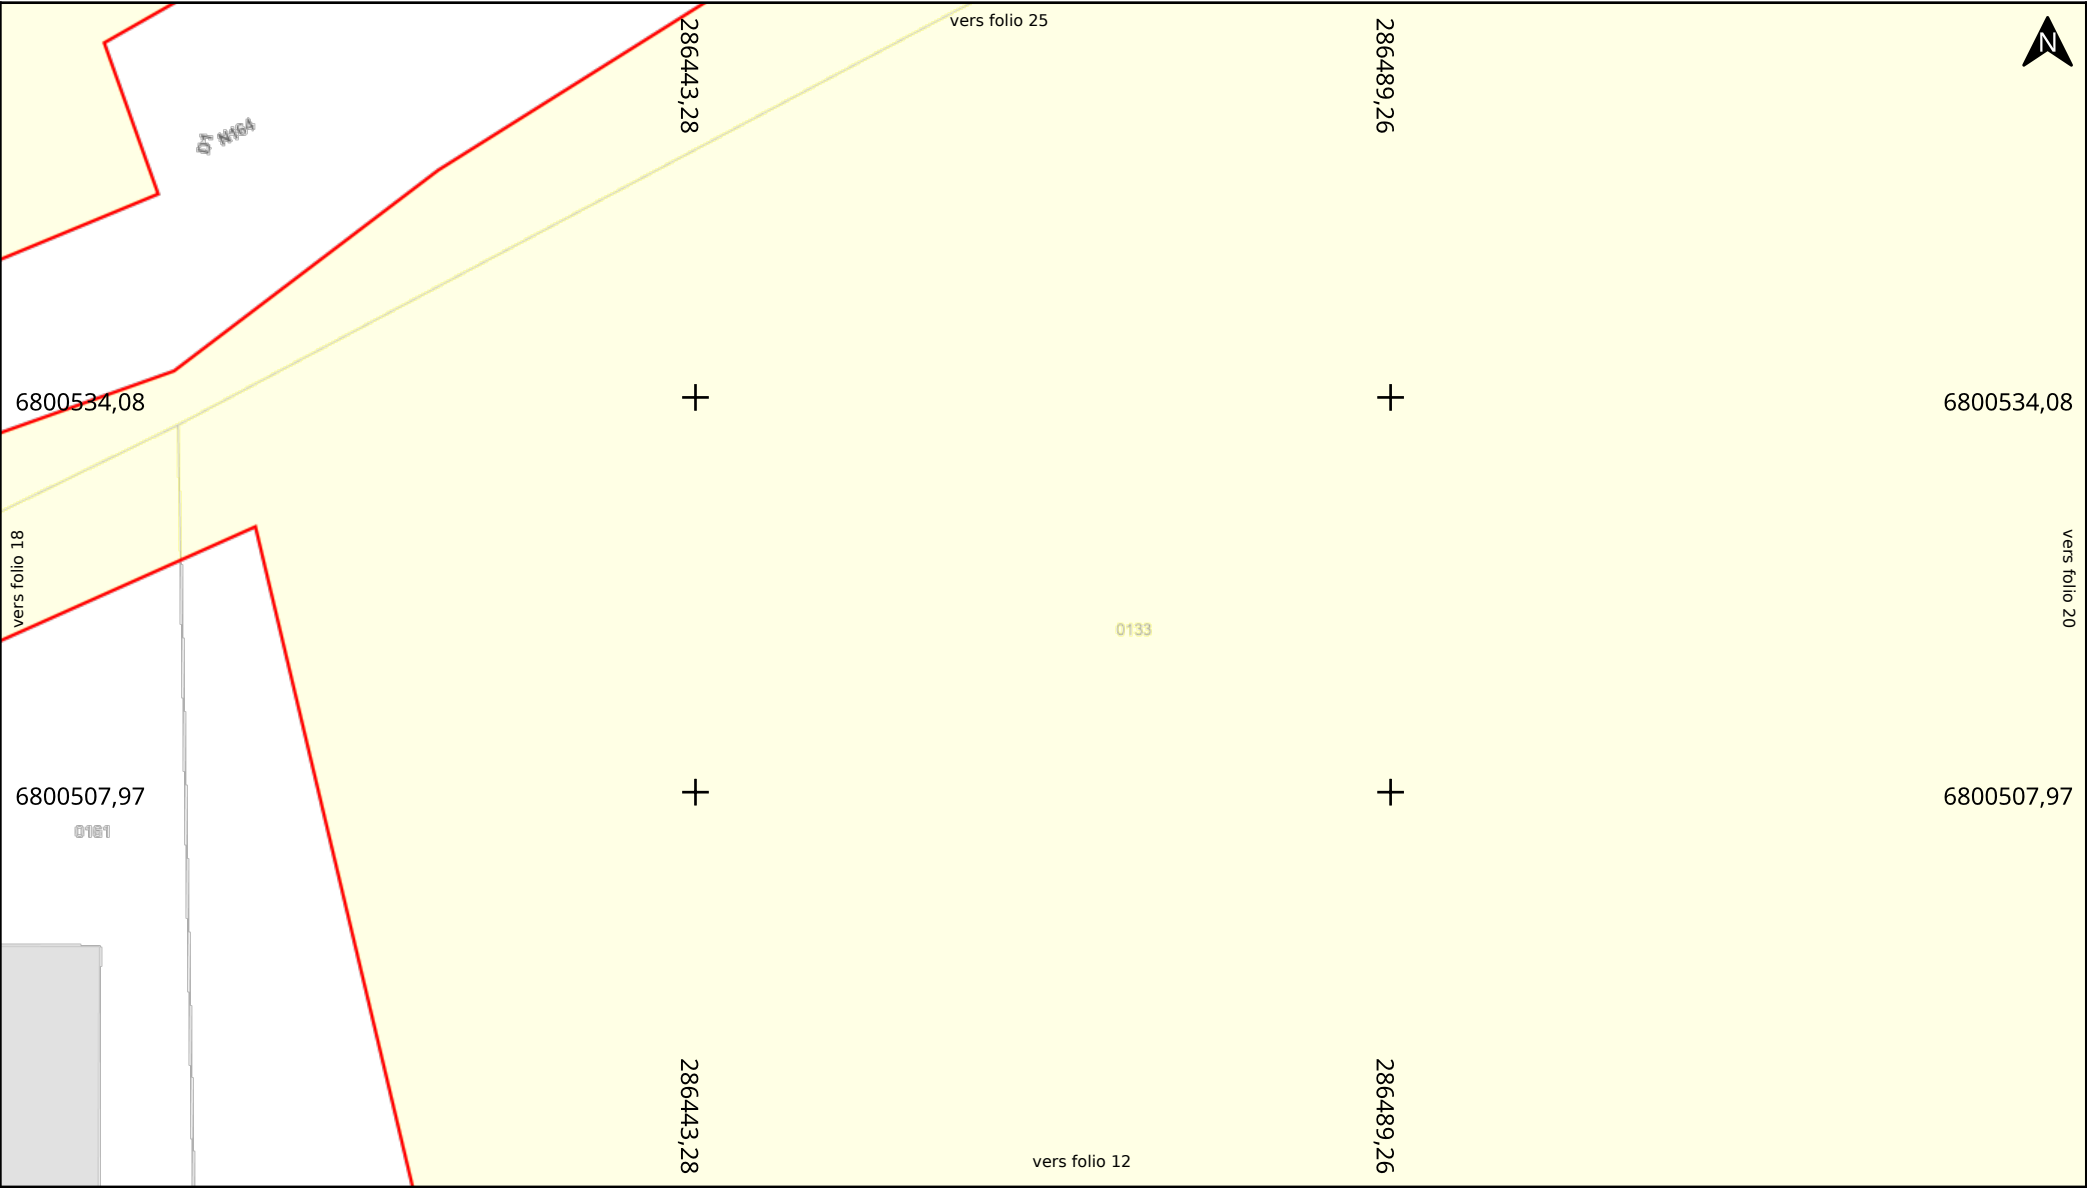 vers folio 25
286443,28
286489,26
N
D1
N164
6800534,08
6800534,08
vers folio 18
vers folio 20
0133
6800507,97
6800507,97
0161
286443,28
286489,26
vers folio 12